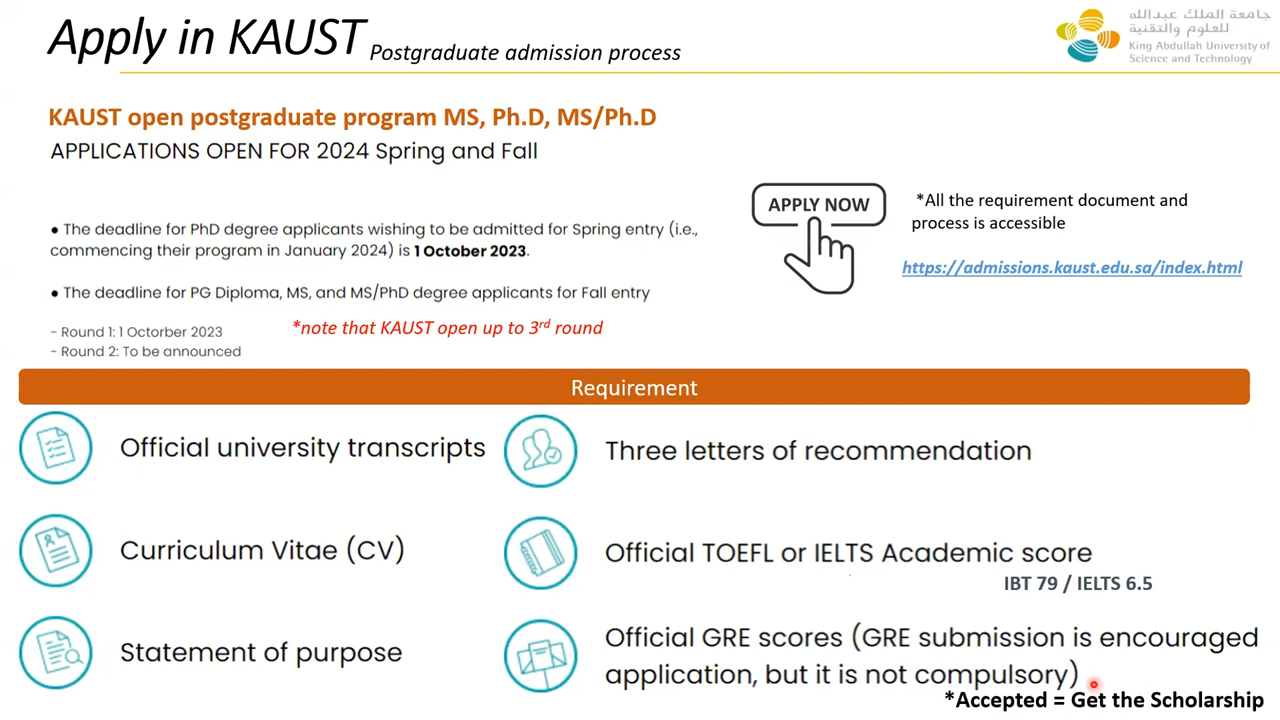 Apply in KAUST Postgraduate admission process
جامعة الملك عبدالله
للعلوم والتقنية
King Abdullah University of
Science and Technology
KAUST open postgraduate program MS, Ph.D, MS/Ph.D
APPLICATIONS OPEN FOR 2024 Spring and Fall
• The deadline for PhD degree applicants wishing to be admitted for Spring entry (i.e.,
commencing their program in January 2024) is 1 October 2023.
• The deadline for PG Diploma, MS, and MS/PhD degree applicants for Fall entry
- Round 1: 1 Octorber 2023
- Round 2: To be announced
*note that KAUST open up to 3rd round
APPLY NOW
*All the requirement document and
process is accessible
https://admissions.kaust.edu.sa/index.html
Requirement
Official university transcripts
Three letters of recommendation
Curriculum Vitae (CV)
Official TOEFL or IELTS Academic score
IBT 79 / IELTS 6.5
Statement of purpose
Official GRE scores (GRE submission is encouraged
application, but it is not compulsory)
*Accepted = Get the Scholarship